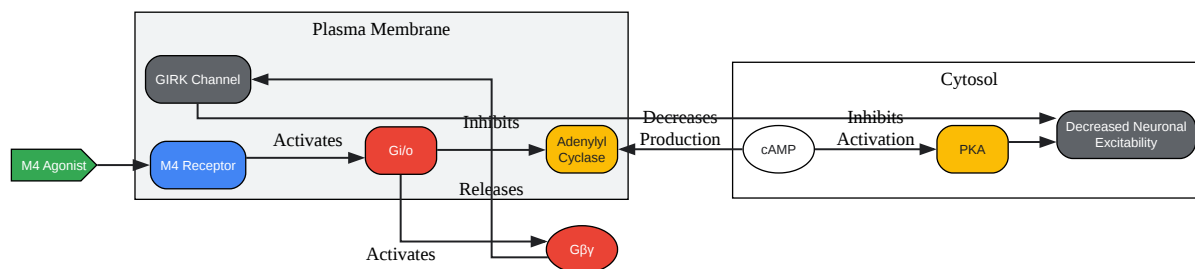 Plasma Membrane
GIRK Channel
Cytosol
Decreases
Production
Inhibits
Activation
Decreased Neuronal
Excitability
Inhibits
Activates
M4 Agonist
M4 Receptor
Gi/o
Adenylyl
Cyclase
cAMP
PKA
Releases
Activates
Gβγ